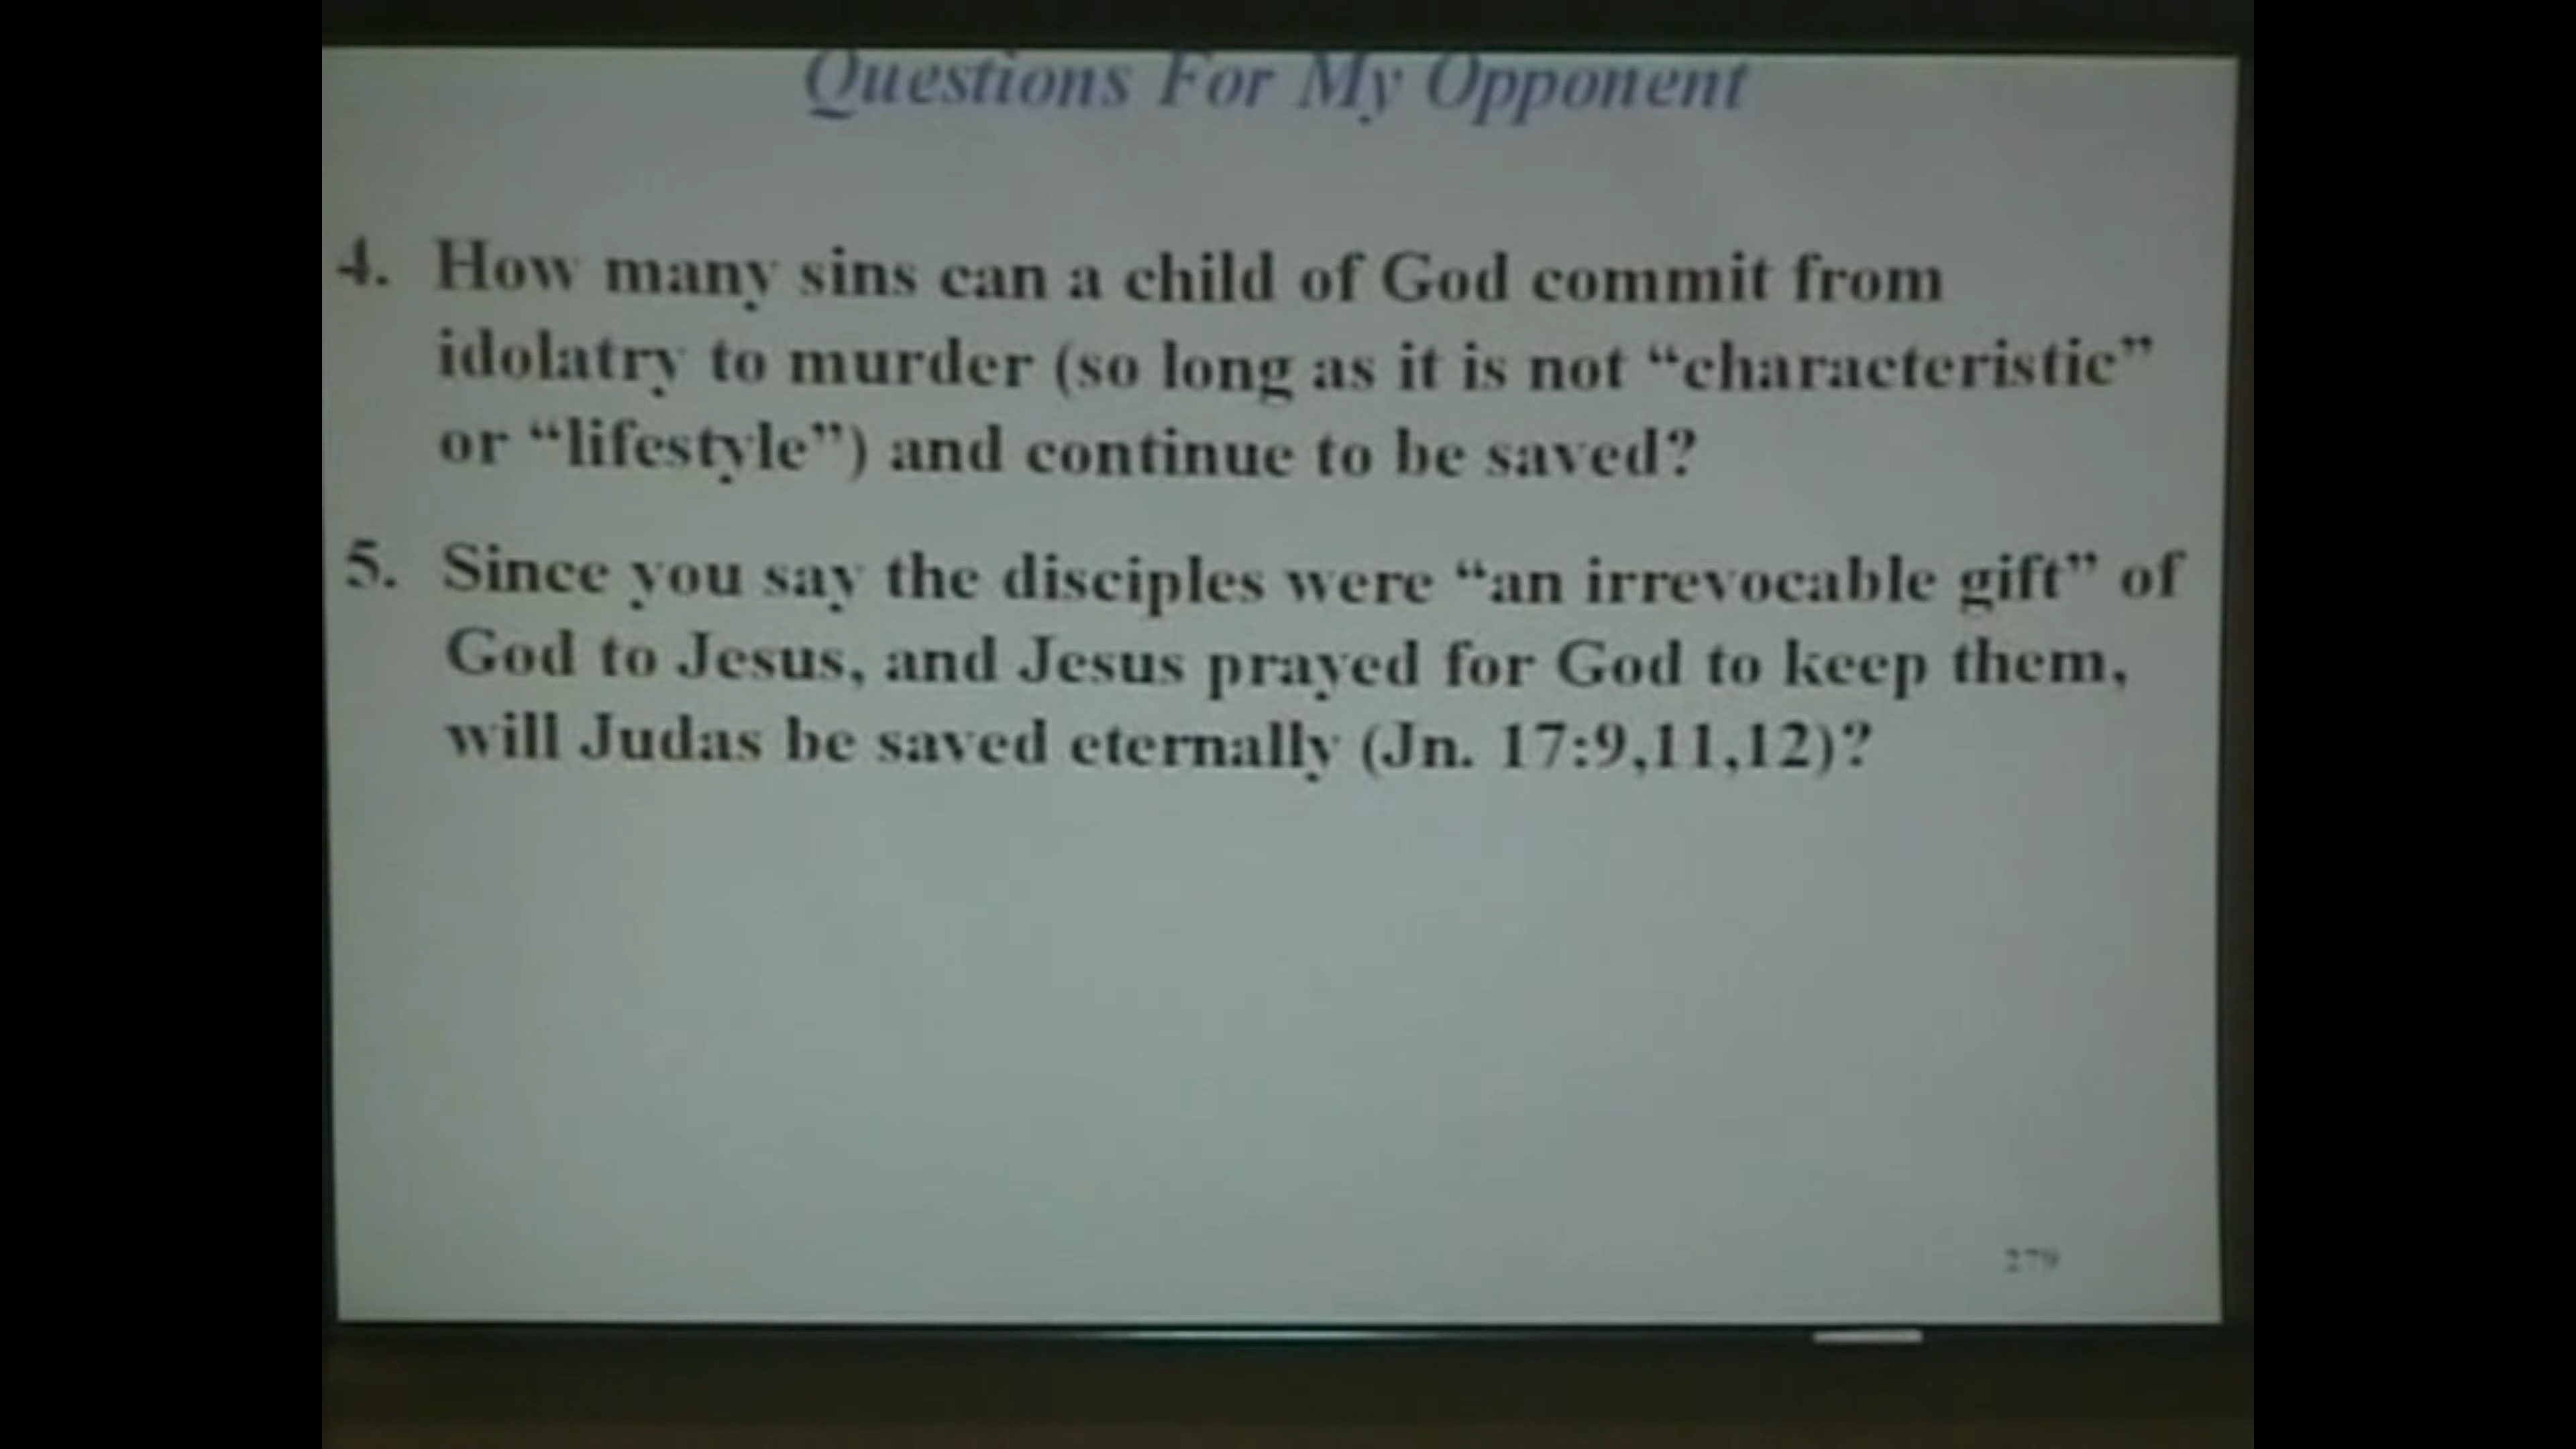 Questions For My Opponent
4. How many sins can a child of God commit from
idolatry to murder (so long as it is not “characteristic”
or “lifestyle”) and continue to be saved?
5. Since you say the disciples were “an irrevocable gift” of
God to Jesus, and Jesus prayed for God to keep them,
will Judas be saved eternally (Jn. 17:9,11,12)?
279